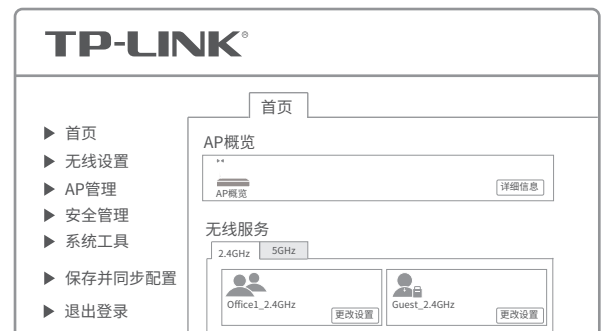 TP-LINK®
首页
▶ 首页
▶ 无线设置
▶ AP管理
▶ 安全管理
▶ 系统工具
▶ 保存并同步配置
▶ 退出登录
AP概览
AP概览
详细信息
无线服务
2.4GHz
5GHz
Office1_2.4GHz
更改设置
Guest_2.4GHz
更改设置